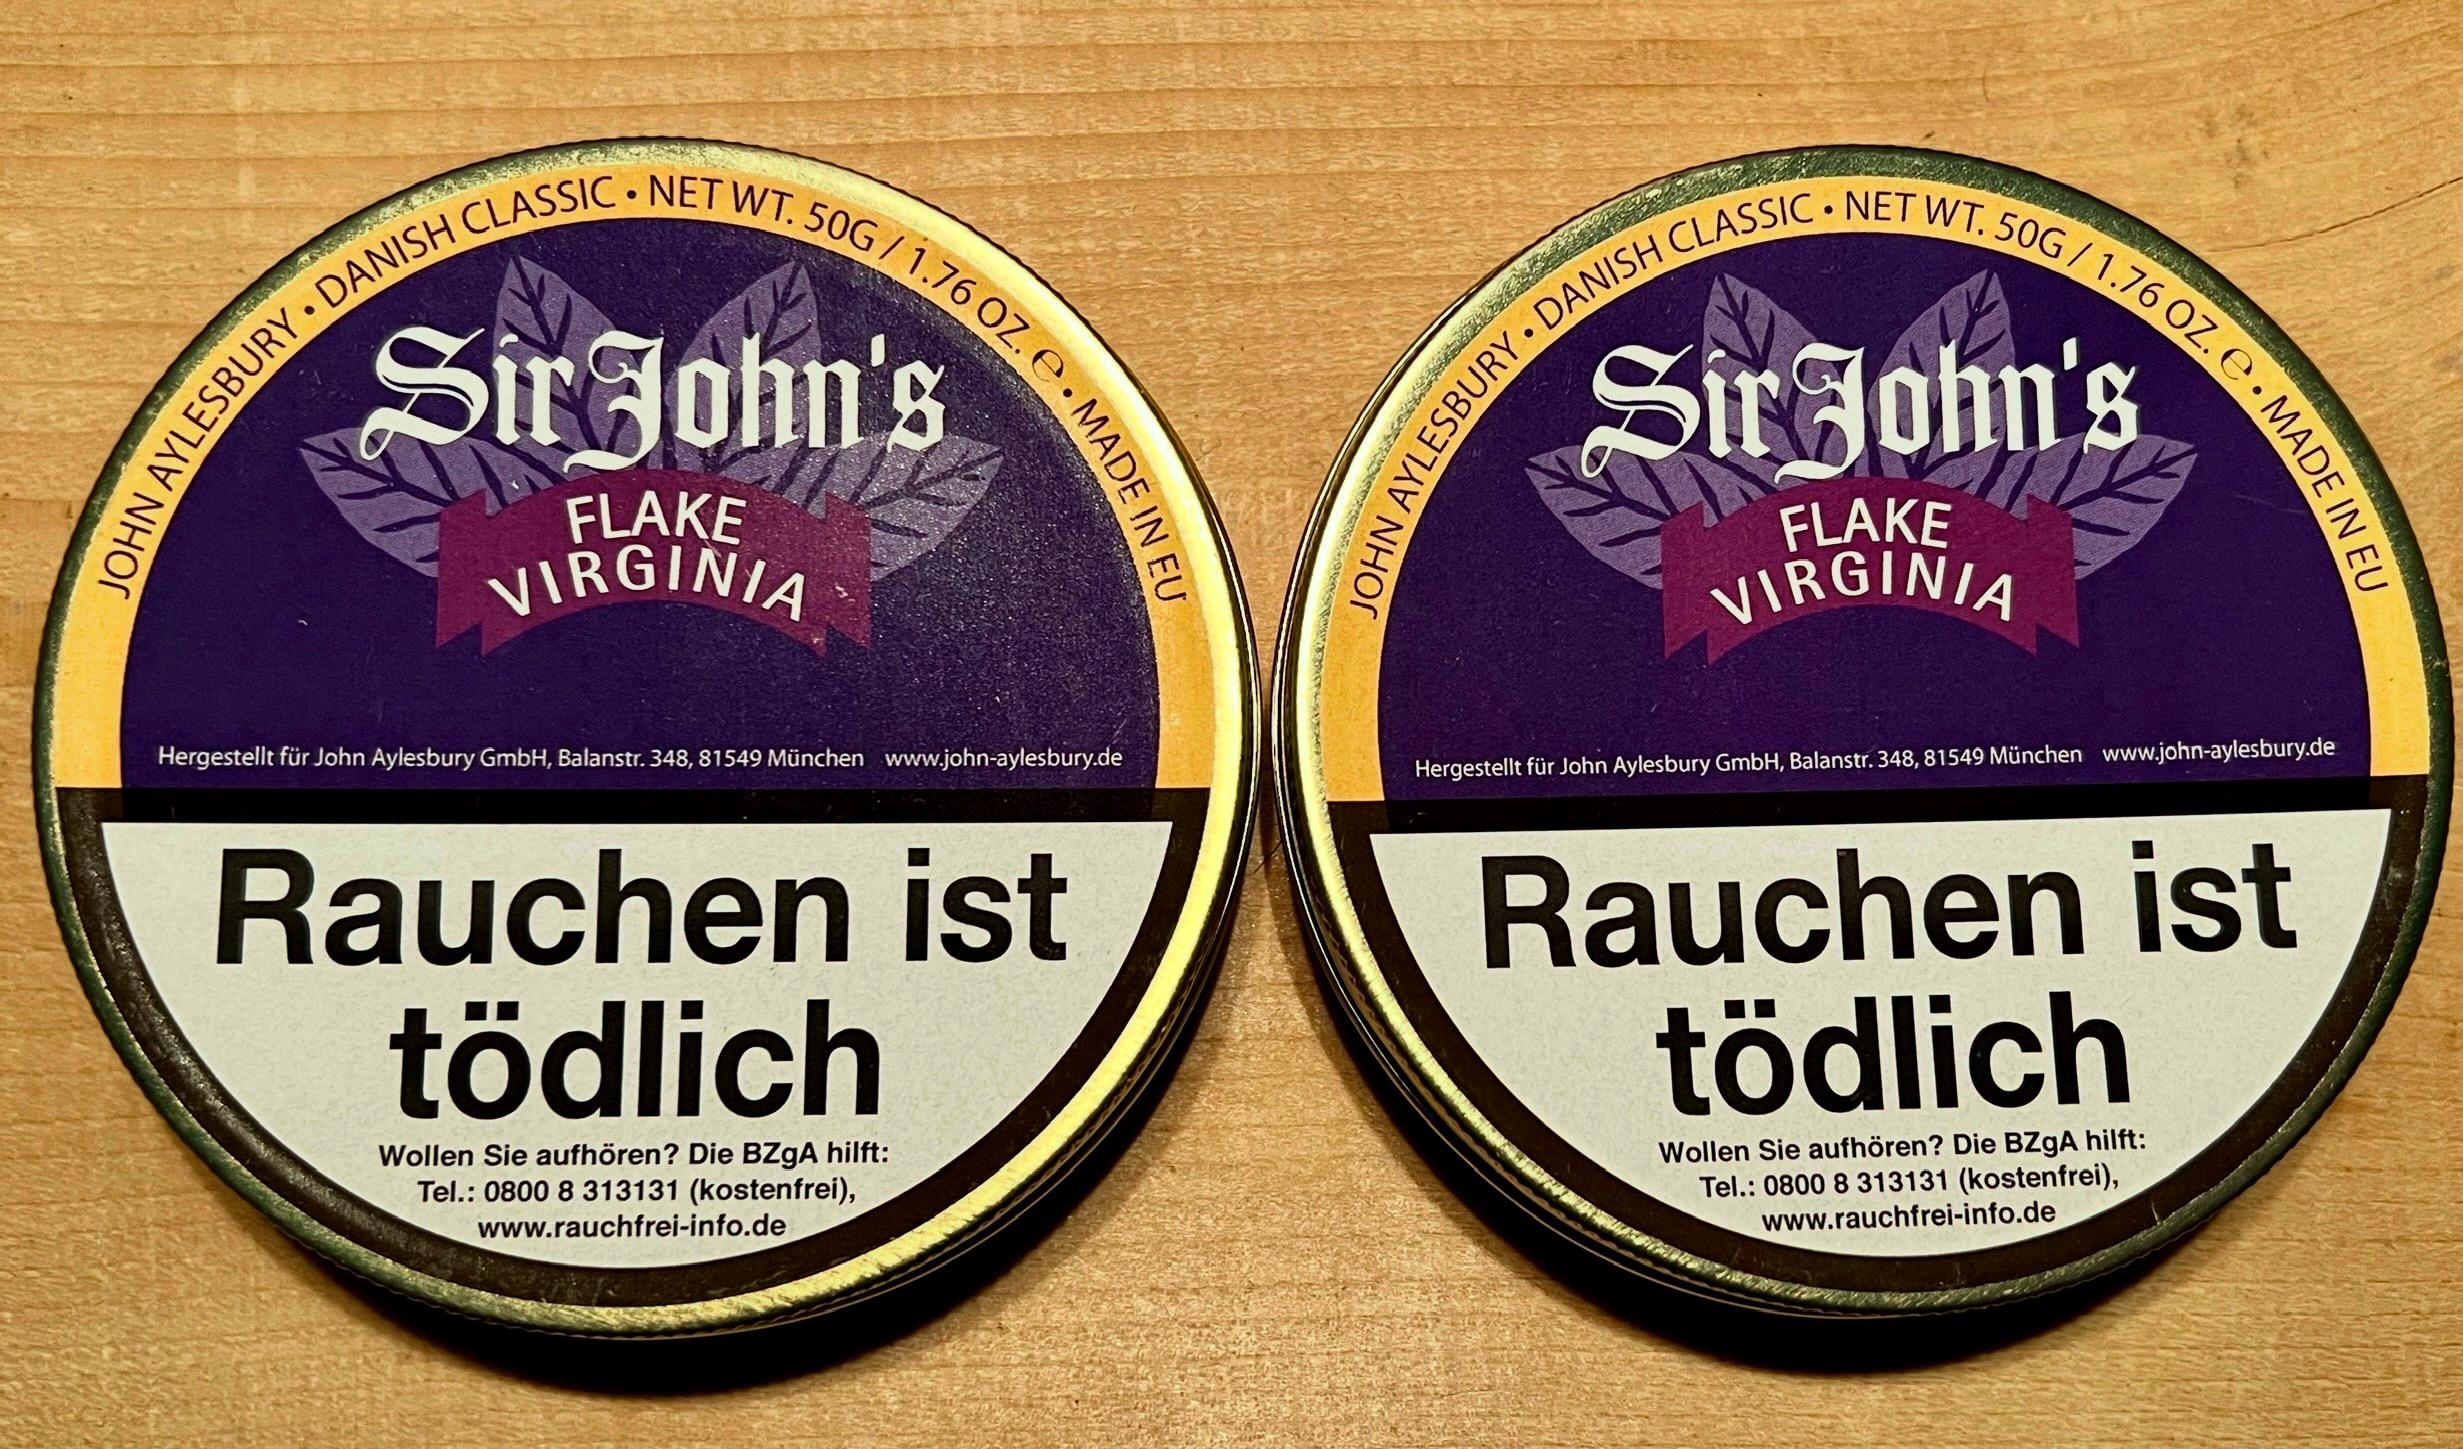 JOHN AYLESBURY • DANISH CLASSIC • NET WT. 50G / 1.76 OZ. ℮ • MADE IN EU
Sir John's
FLAKE
VIRGINIA
Hergestellt für John Aylesbury GmbH, Balanstr. 348, 81549 München www.john-aylesbury.de
Rauchen ist
tödlich
Wollen Sie aufhören? Die BZgA hilft:
Tel.: 0800 8 313131 (kostenfrei),
www.rauchfrei-info.de
JOHN AYLESBURY • DANISH CLASSIC • NET WT. 50G / 1.76 OZ. ℮ • MADE IN EU
Sir John's
FLAKE
VIRGINIA
Hergestellt für John Aylesbury GmbH, Balanstr. 348, 81549 München www.john-aylesbury.de
Rauchen ist
tödlich
Wollen Sie aufhören? Die BZgA hilft:
Tel.: 0800 8 313131 (kostenfrei),
www.rauchfrei-info.de